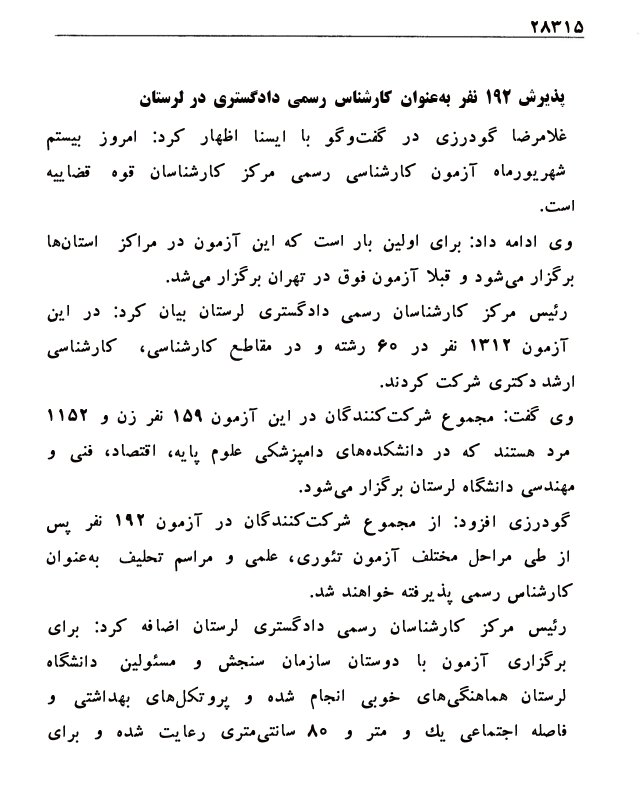 ۲۸۳۱۵
پذیرش ۱۹۲ نفر به‌عنوان کارشناس رسمی دادگستری در لرستان
غلامرضا گودرزی در گفت‌وگو با ایسنا اظهار کرد: امروز بیستم
شهریورماه آزمون کارشناسی رسمی مرکز کارشناسان قوه قضاییه
است.
وی ادامه داد: برای اولین بار است که این آزمون در مراکز استان‌ها
برگزار می‌شود و قبلا آزمون فوق در تهران برگزار می‌شد.
رئیس مرکز کارشناسان رسمی دادگستری لرستان بیان کرد: در این
آزمون ۱۳۱۲ نفر در ۶۰ رشته و در مقاطع کارشناسی، کارشناسی
ارشد دکتری شرکت کردند.
وی گفت: مجموع شرکت‌کنندگان در این آزمون ۱۵۹ نفر زن و ۱۱۵۲
مرد هستند که در دانشکده‌های دامپزشکی علوم پایه، اقتصاد، فنی و
مهندسی دانشگاه لرستان برگزار می‌شود.
گودرزی افزود: از مجموع شرکت‌کنندگان در آزمون ۱۹۲ نفر پس
از طی مراحل مختلف آزمون تئوری، علمی و مراسم تحلیف به‌عنوان
کارشناس رسمی پذیرفته خواهند شد.
رئیس مرکز کارشناسان رسمی دادگستری لرستان اضافه کرد: برای
برگزاری آزمون با دوستان سازمان سنجش و مسئولین دانشگاه
لرستان هماهنگی‌های خوبی انجام شده و پروتکل‌های بهداشتی و
فاصله اجتماعی یك و متر و ۸۰ سانتی‌متری رعایت شده و برای